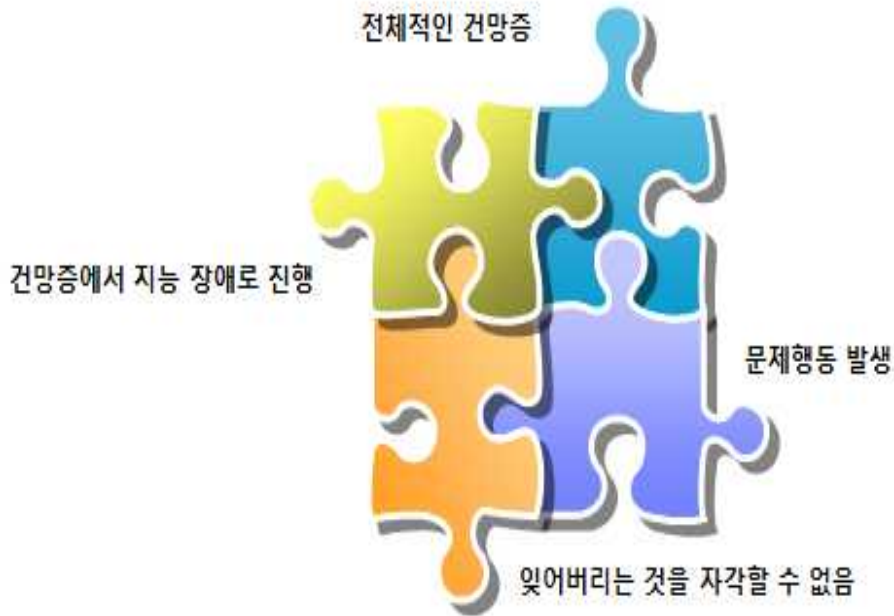 전체적인 건망증
건망증에서 지능 장애로 진행
문제행동 발생
잊어버리는 것을 자각할 수 없음